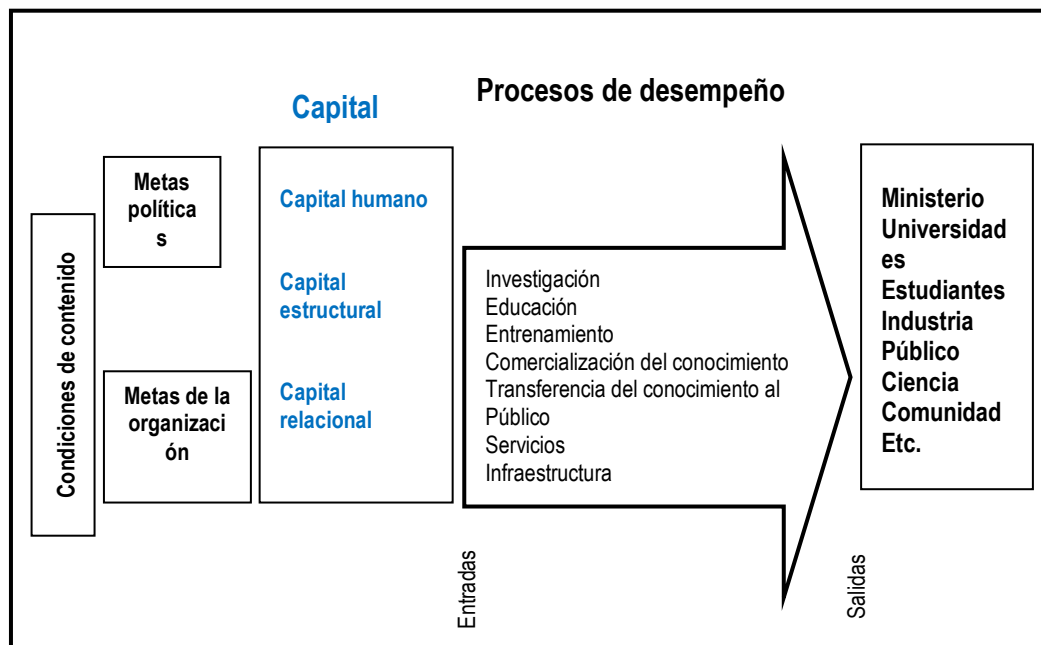 Procesos de desempeño
Capital
Condiciones de contenido
Metas
política
s
Metas de la
organizaci
ón
Capital humano
Capital
estructural
Capital
relacional
Investigación
Educación
Entrenamiento
Comercialización del conocimiento
Transferencia del conocimiento al
Público
Servicios
Infraestructura
Ministerio
Universidad
es
Estudiantes
Industria
Público
Ciencia
Comunidad
Etc.
Entradas
Salidas